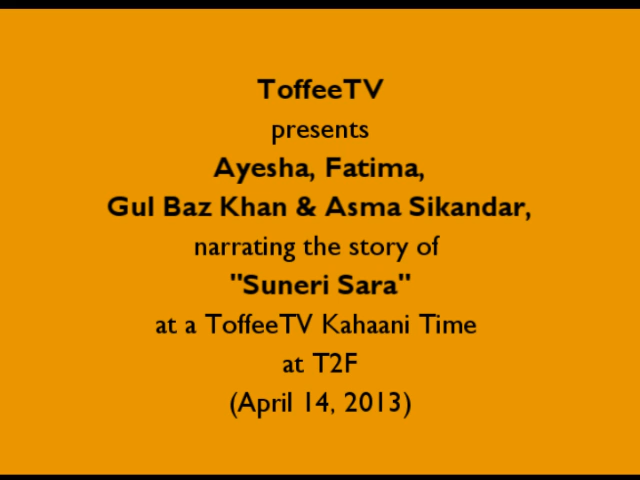 ToffeeTV
presents
Ayesha, Fatima,
Gul Baz Khan & Asma Sikandar,
narrating the story of
"Suneri Sara"
at a ToffeeTV Kahaani Time
at T2F
(April 14, 2013)